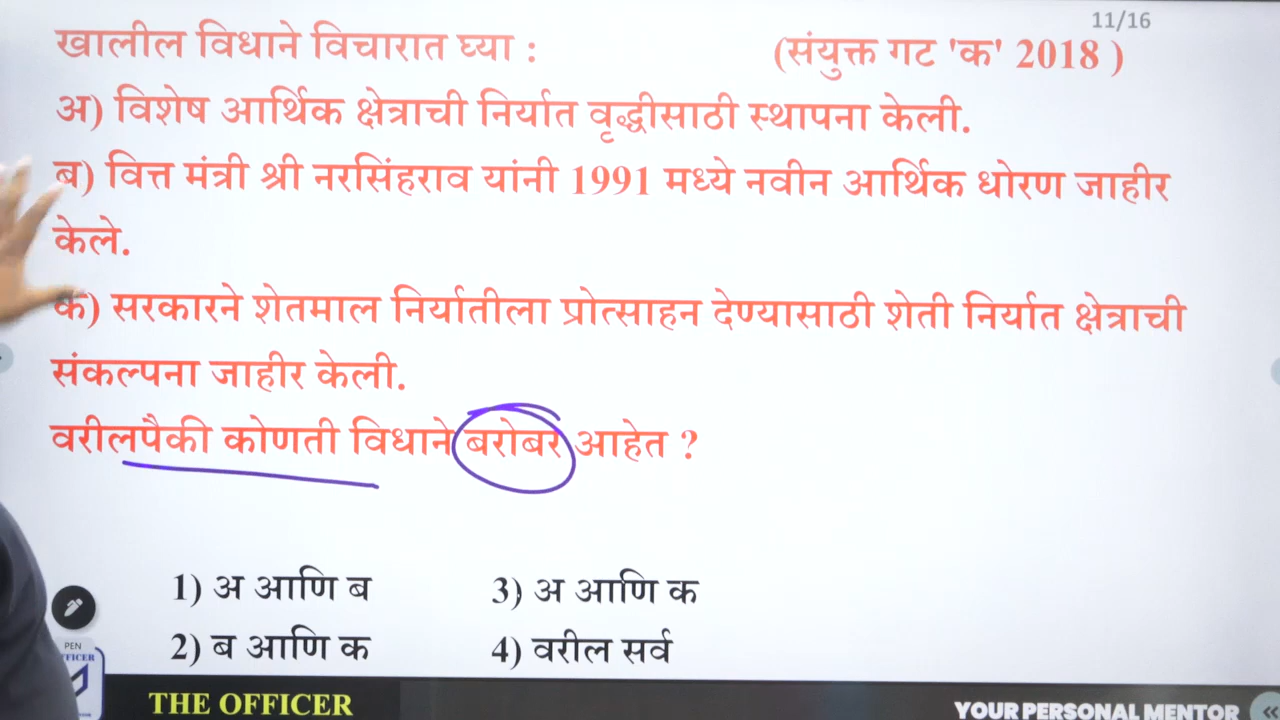 11/16
खालील विधाने विचारात घ्या : (संयुक्त गट 'क' 2018 )
अ) विशेष आर्थिक क्षेत्राची निर्यात वृद्धीसाठी स्थापना केली.
ब) वित्त मंत्री श्री नरसिंहराव यांनी 1991 मध्ये नवीन आर्थिक धोरण जाहीर
केले.
क) सरकारने शेतमाल निर्यातीला प्रोत्साहन देण्यासाठी शेती निर्यात क्षेत्राची
संकल्पना जाहीर केली.
वरीलपैकी कोणती विधाने बरोबर आहेत ?
1) अ आणि ब 3) अ आणि क
2) ब आणि क 4) वरील सर्व
PEN
THE OFFICER
YOUR PERSONAL MENTOR